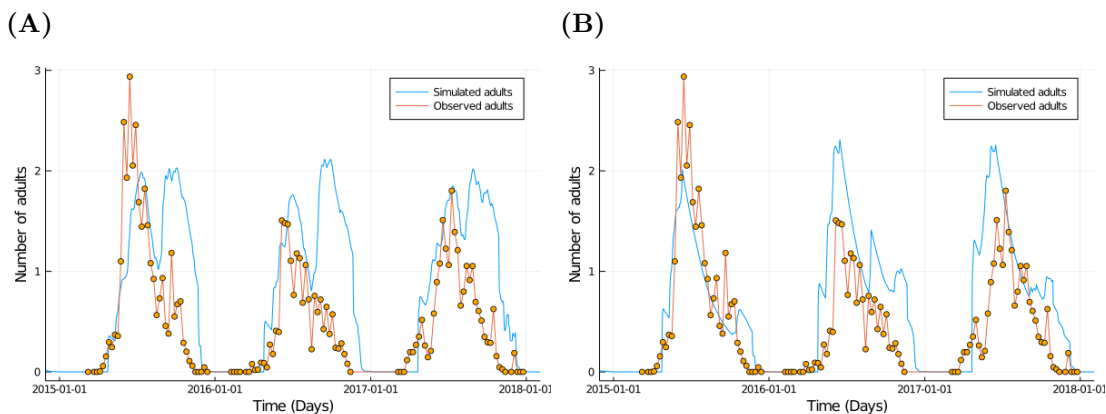 (A)
3
2
1
0
Number of adults
Simulated adults
Observed adults
2015-01-01
2016-01-01
2017-01-01
2018-01-01
Time (Days)
(B)
3
2
1
0
Number of adults
Simulated adults
Observed adults
2015-01-01
2016-01-01
2017-01-01
2018-01-01
Time (Days)